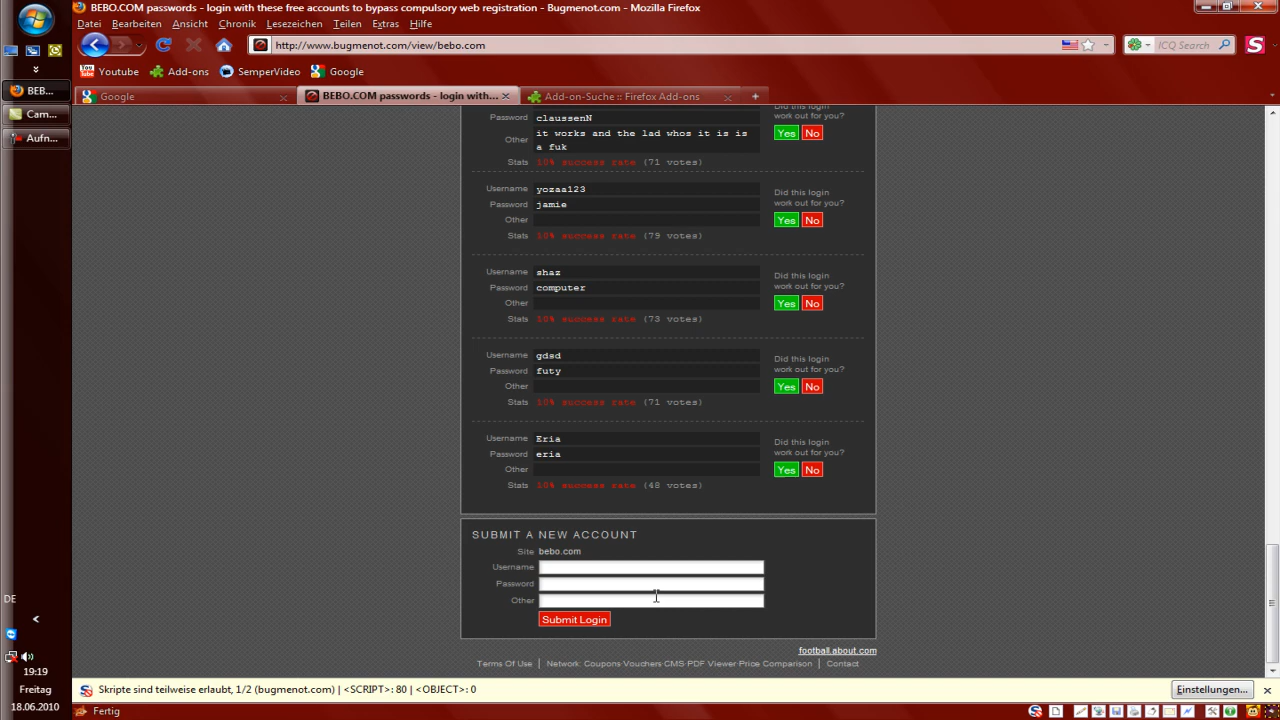 BEBO.COM passwords - login with these free accounts to bypass compulsory web registration - Bugmenot.com - Mozilla Firefox
Datei Bearbeiten Ansicht Chronik Lesezeichen Teilen Extras Hilfe
http://www.bugmenot.com/view/bebo.com
ICQ Search
You Tube Youtube Add-ons SemperVideo Google
BEB...
Google
BEBO.COM passwords - login with...
Add-on-Suche :: Firefox Add-ons
Cam...
Aufn...
Password claussenN
Other it works and the lad whos it is is
a fuk
work out for you?
Yes No
Stats 10% success rate (71 votes)
Username yozaa123
Password jamie
Other
Stats 10% success rate (79 votes)
Did this login
work out for you?
Yes No
Username shaz
Password computer
Other
Stats 10% success rate (73 votes)
Did this login
work out for you?
Yes No
Username gdsd
Password futy
Other
Stats 10% success rate (71 votes)
Did this login
work out for you?
Yes No
Username Eria
Password eria
Other
Stats 10% success rate (48 votes)
Did this login
work out for you?
Yes No
SUBMIT A NEW ACCOUNT
Site bebo.com
Username
Password
Other
Submit Login
football.about.com
Terms Of Use | Network: Coupons·Vouchers·CMS·PDF Viewer·Price Comparison | Contact
DE
19:19
Freitag
18.06.2010
Skripte sind teilweise erlaubt, 1/2 (bugmenot.com) | <SCRIPT>: 80 | <OBJECT>: 0
Einstellungen...
Fertig